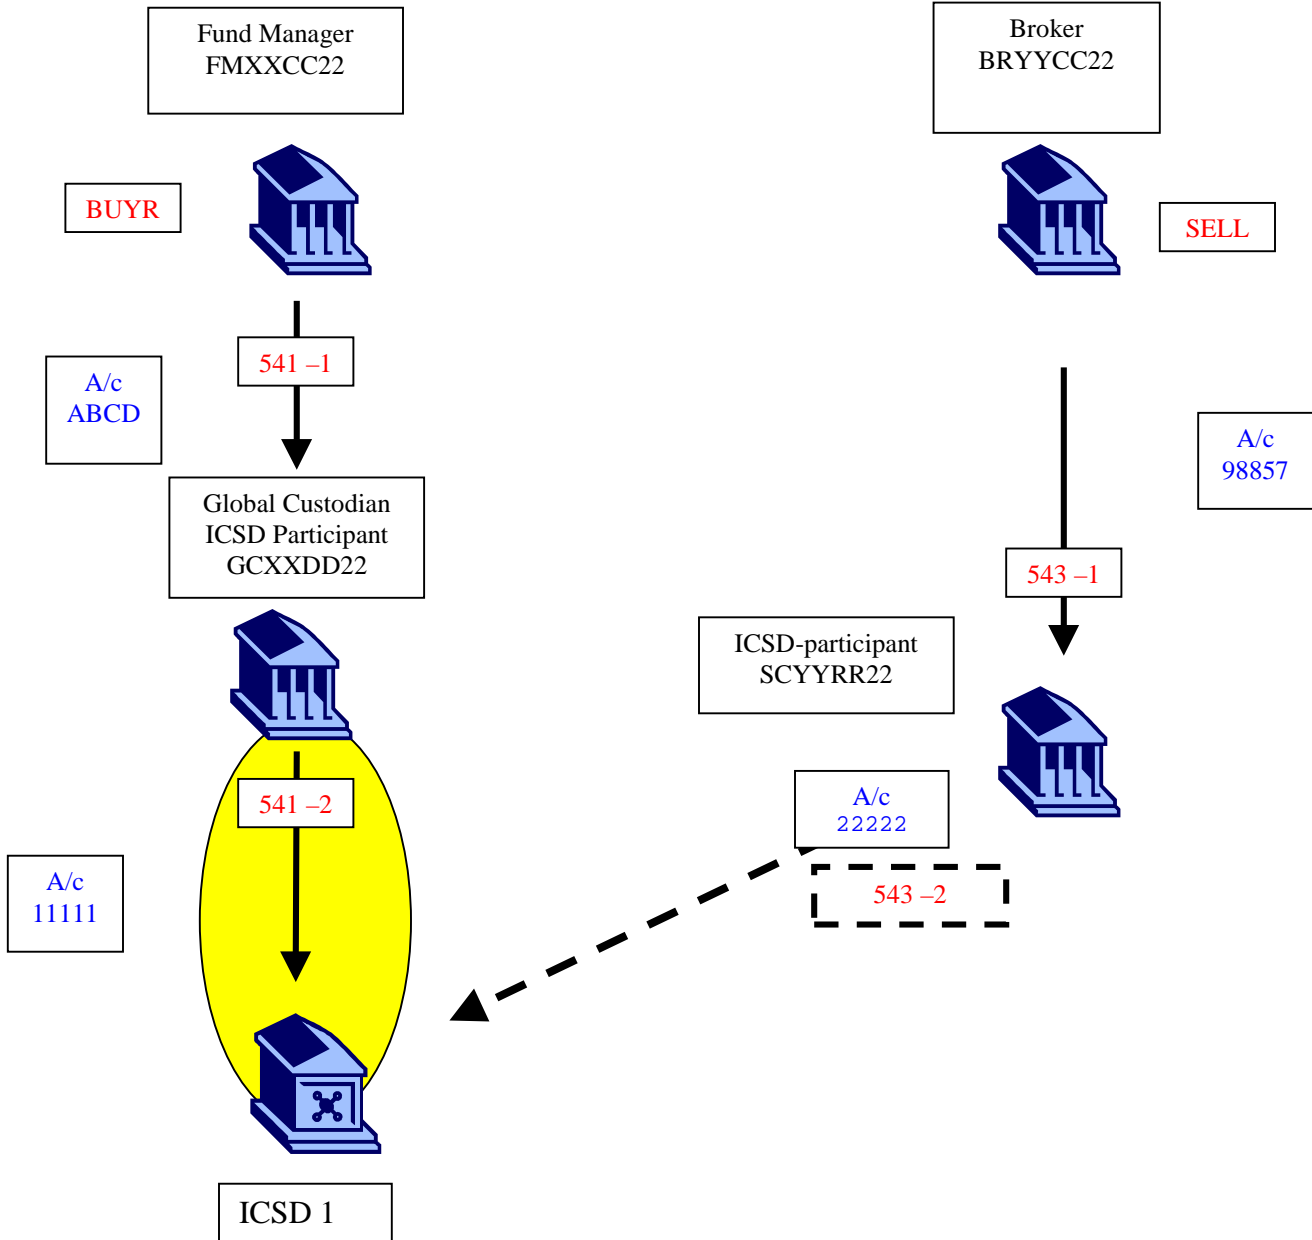 Fund Manager
FMXXCC22
Broker
BRYYCC22
BUYR
SELL
541 –1
A/c
ABCD
A/c
98857
Global Custodian
ICSD Participant
GCXXDD22
543 –1
ICSD-participant
SCYYRR22
541 –2
A/c
22222
A/c
11111
543 –2
ICSD 1